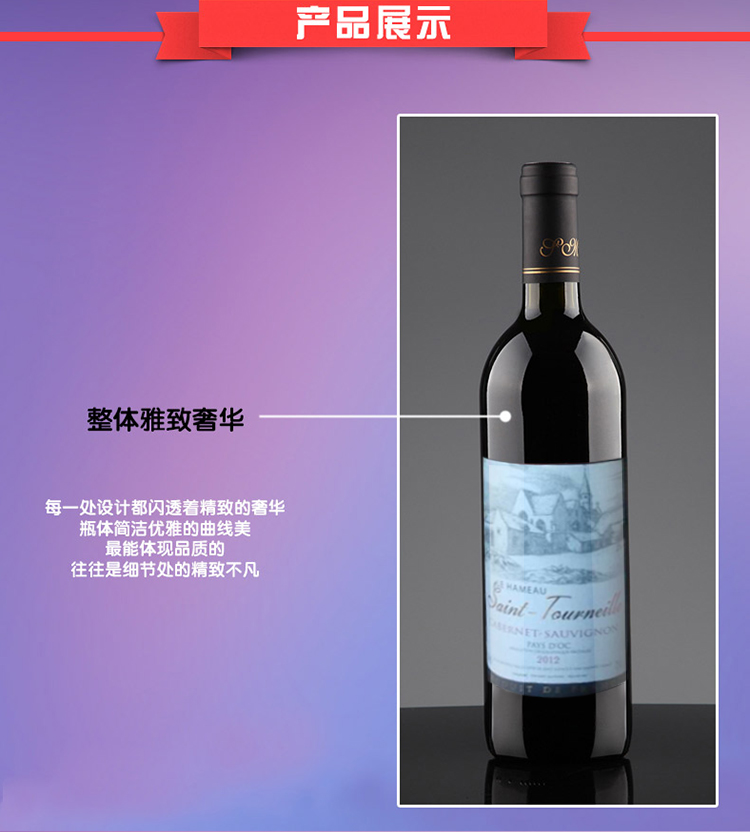 产品展示
整体雅致奢华
每一处设计都闪透着精致的奢华
瓶体简洁优雅的曲线美
最能体现品质的
往往是细节处的精致不凡
HAMEAU
Saint-Tourneille
CABERNET-SAUVIGNON
PAYS D'OC
2012